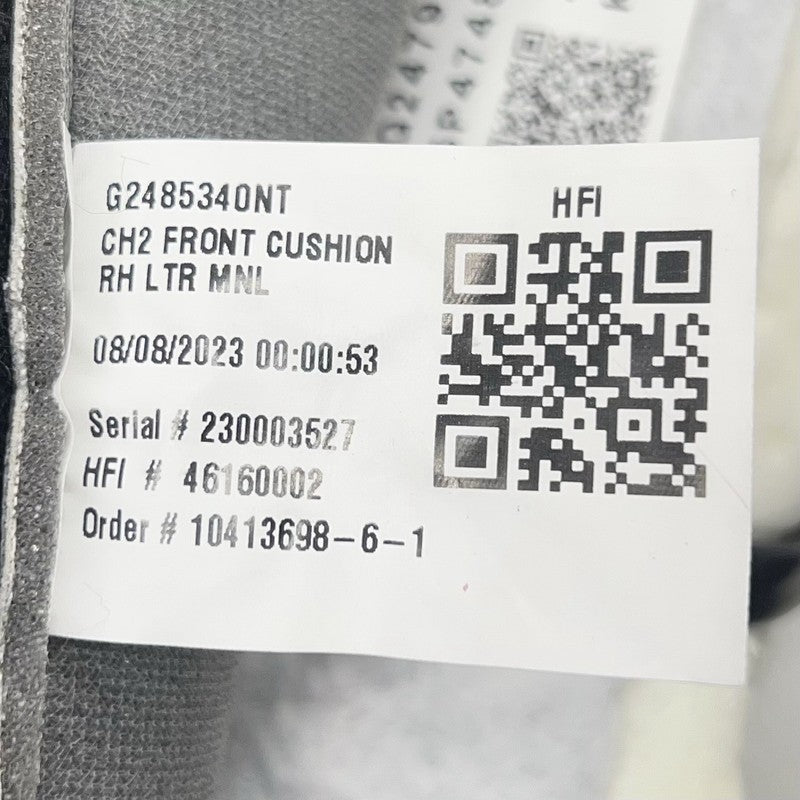 G2485340NT
HFI
CH2 FRONT CUSHION
RH LTR MNL
08/08/2023 00:00:53
Serial # 230003527
HFI # 46160002
Order # 10413698-6-1